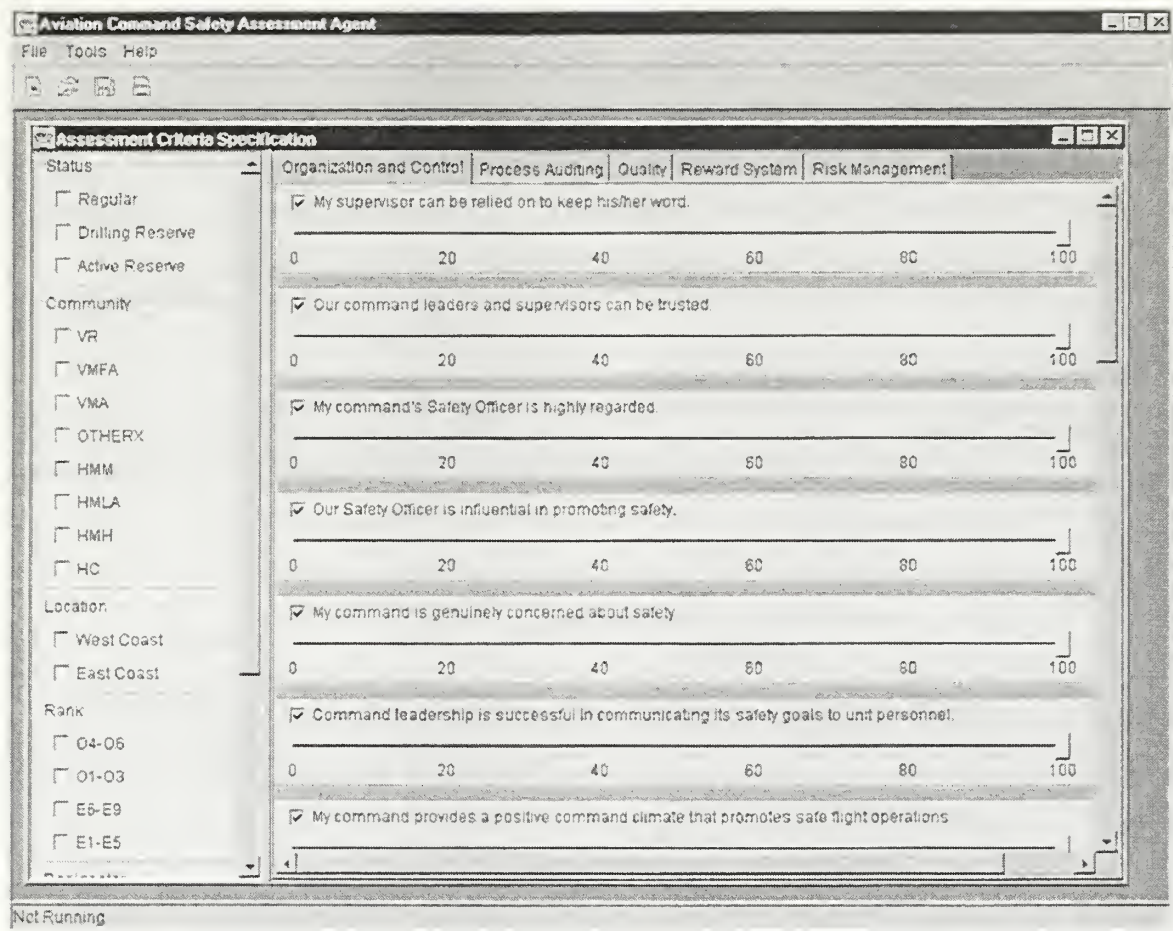 Aviation Command Safety Assessment Agent
File Tools Help
Assessment Criteria Specification
Status
Regular
Drilling Reserve
Active Reserve
Community
VR
VMFA
VMA
OTHERX
HMM
HMLA
HMH
HC
Location
West Coast
East Coast
Rank
O4-O6
O1-O3
E6-E9
E1-E5
Organization and Control Process Auditing Quality Reward System Risk Management
My supervisor can be relied on to keep his/her word.
0 20 40 60 80 100
Our command leaders and supervisors can be trusted.
0 20 40 60 80 100
My command's Safety Officer is highly regarded.
0 20 40 60 80 100
Our Safety Officer is influential in promoting safety.
0 20 40 60 80 100
My command is genuinely concerned about safety
0 20 40 60 80 100
Command leadership is successful in communicating its safety goals to unit personnel.
0 20 40 60 80 100
My command provides a positive command climate that promotes safe flight operations
Not Running